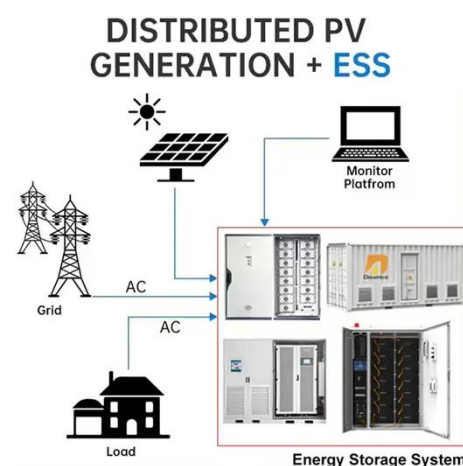 DISTRIBUTED PV
GENERATION + ESS
Monitor
Platfrom
Grid
AC
AC
Load
Energy Storage System